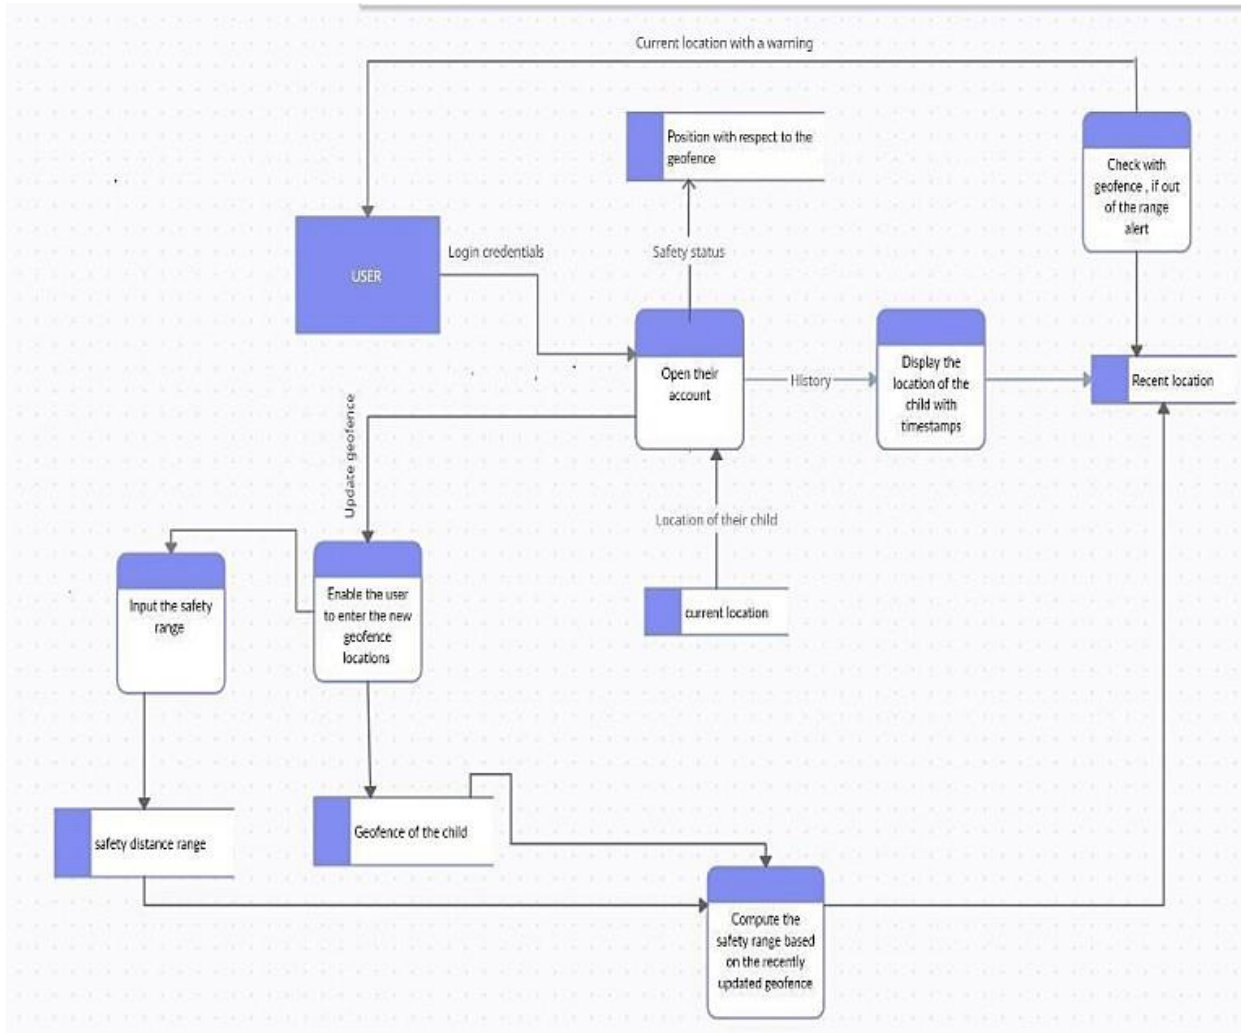 Current location with a warning
Position with respect to the
geofence
Check with
geofence , if out
of the range
alert
Login credentials
Safety status
USER
Open their
account
History
Display the
location of the
child with
timestamps
Recent location
Update geofence
Location of their child
Input the safety
range
Enable the user
to enter the new
geofence
locations
current location
safety distance range
Geofence of the child
Compute the
safety range based
on the recently
updated geofence